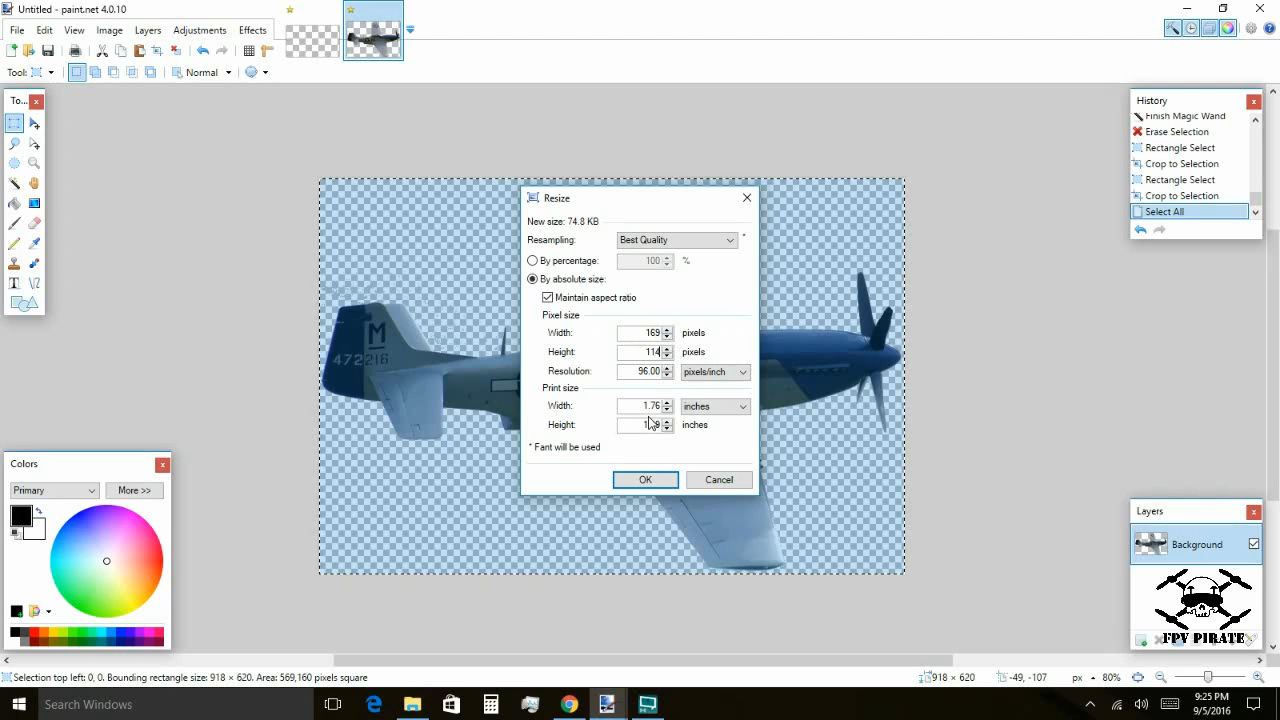 Untitled - paint.net 4.0.10
File Edit View Image Layers Adjustments Effects
Tool: Normal
To...
History
Finish Magic Wand
Erase Selection
Rectangle Select
Crop to Selection
Rectangle Select
Crop to Selection
Select All
Resize
New size: 74.8 KB
Resampling: Best Quality *
By percentage: 100 %
By absolute size:
Maintain aspect ratio
Pixel size
Width: 169 pixels
Height: 114 pixels
Resolution: 96.00 pixels/inch
Print size
Width: 1.76 inches
Height: inches
* Fant will be used
OK Cancel
M
472216
Colors
Primary More >>
Layers
Background
FPV PIRATE
Selection top left: 0, 0. Bounding rectangle size: 918 x 620. Area: 569,160 pixels square
918 × 620 -49, -107 px 80%
Search Windows
9:25 PM
9/5/2016